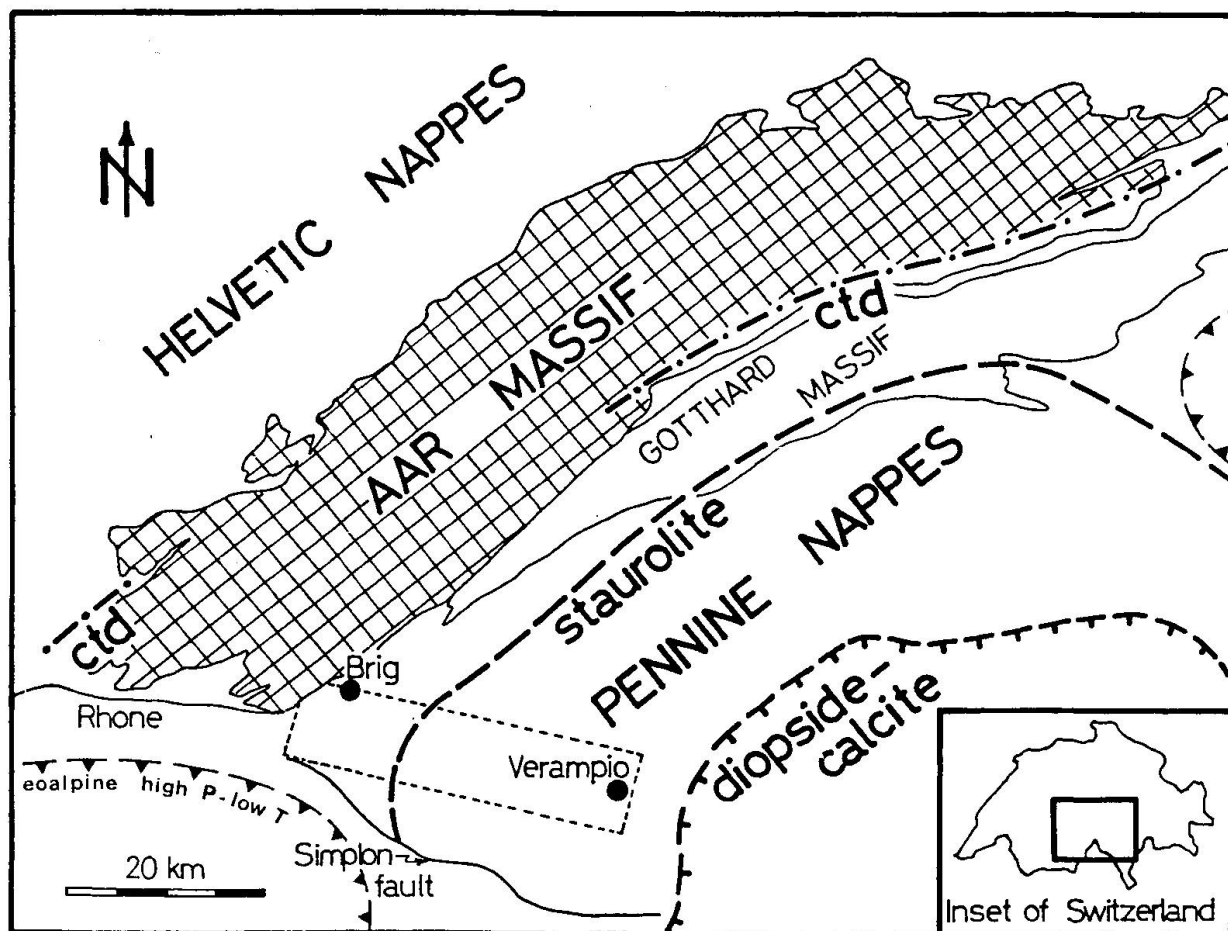 HELVETIC NAPPES
N
AAR MASSIF
ctd
GOTTHARD MASSIF
staurolite
PENNINE NAPPES
ctd
Brig
Rhone
diopside-
calcite
Verampio
eoalpine high P-low T
Simplon-
fault
20 km
Inset of Switzerland